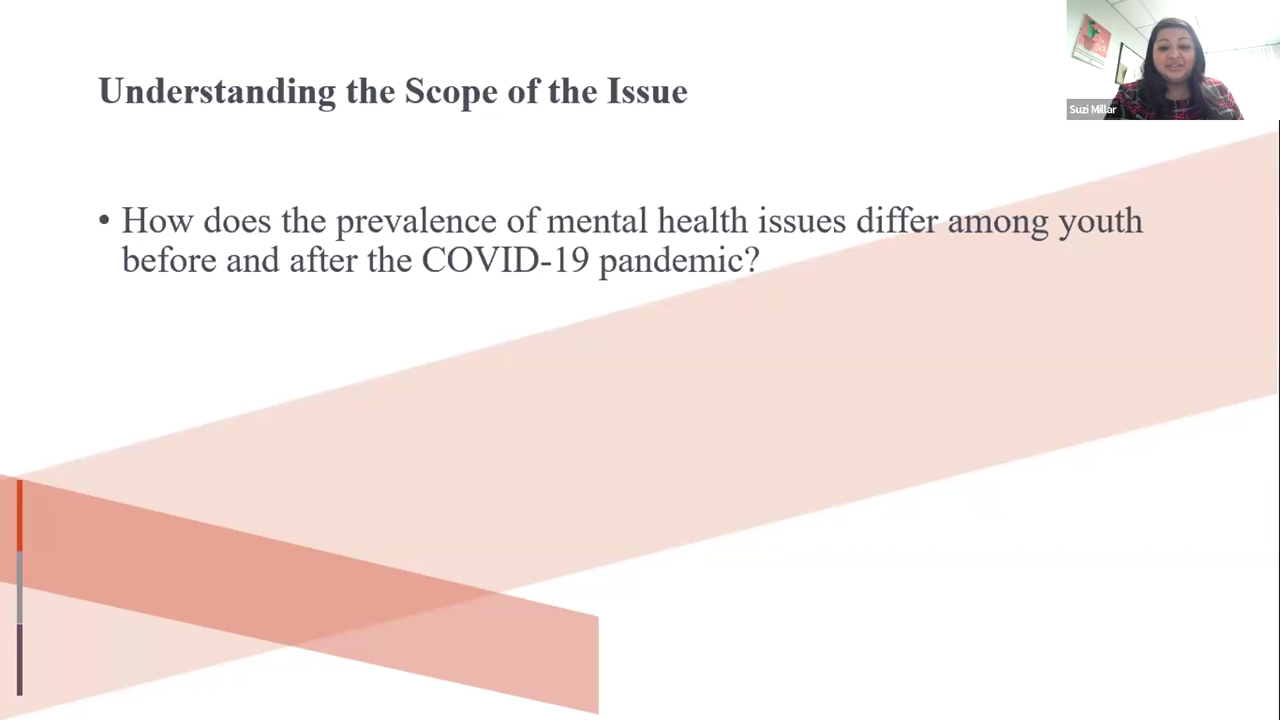 Understanding the Scope of the Issue
Suzi Millar
• How does the prevalence of mental health issues differ among youth
before and after the COVID-19 pandemic?